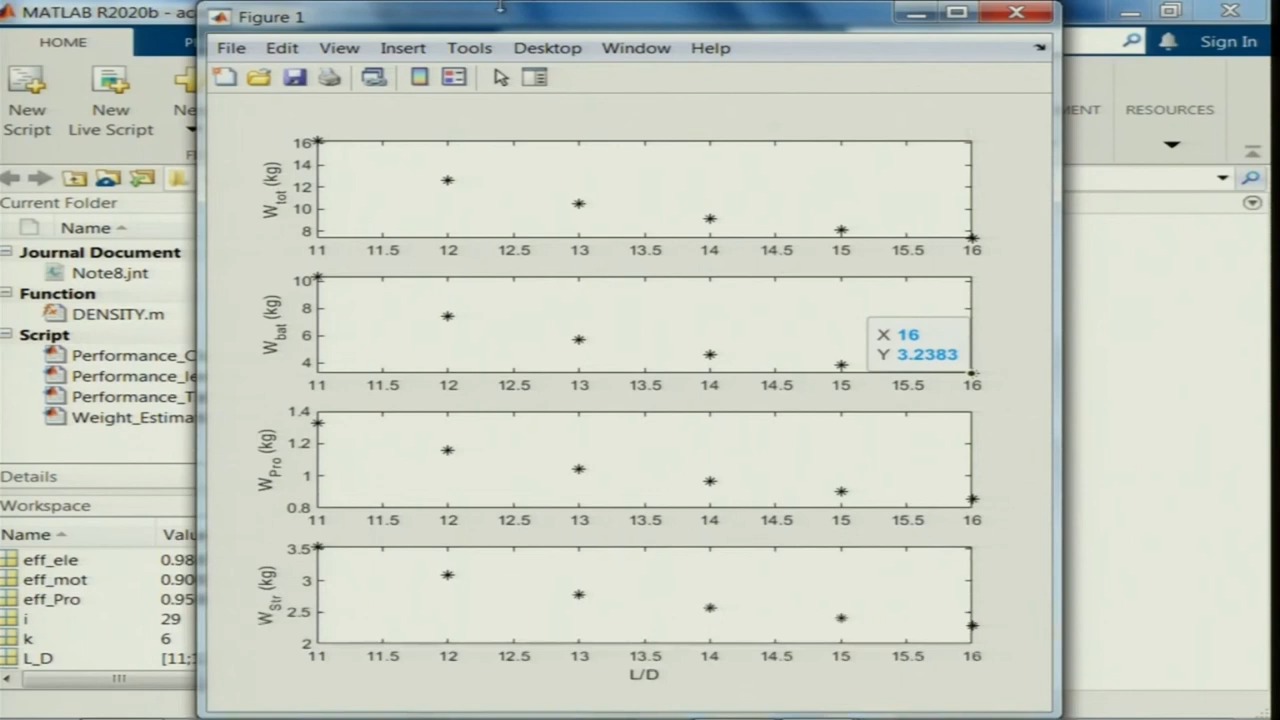 MATLAB R2020b - ac
Figure 1
HOME
Sign In
File Edit View Insert Tools Desktop Window Help
New Script
New Live Script
Ne
MENT
RESOURCES
Current Folder
Name
Journal Document
Note8.jnt
Function
DENSITY.m
Script
Performance_C
Performance_Ie
Performance_T
Weight_Estima
Details
Workspace
Name Valu
eff_ele 0.98
eff_mot 0.90
eff_Pro 0.95
i 29
k 6
L_D [11;
W_tot (kg)
16
14
12
10
8
11 11.5 12 12.5 13 13.5 14 14.5 15 15.5 16
W_bat (kg)
10
8
6
4
X 16
Y 3.2383
11 11.5 12 12.5 13 13.5 14 14.5 15 15.5 16
W_Pro (kg)
1.4
1.2
1
0.8
11 11.5 12 12.5 13 13.5 14 14.5 15 15.5 16
W_Str (kg)
3.5
3
2.5
2
11 11.5 12 12.5 13 13.5 14 14.5 15 15.5 16
L/D